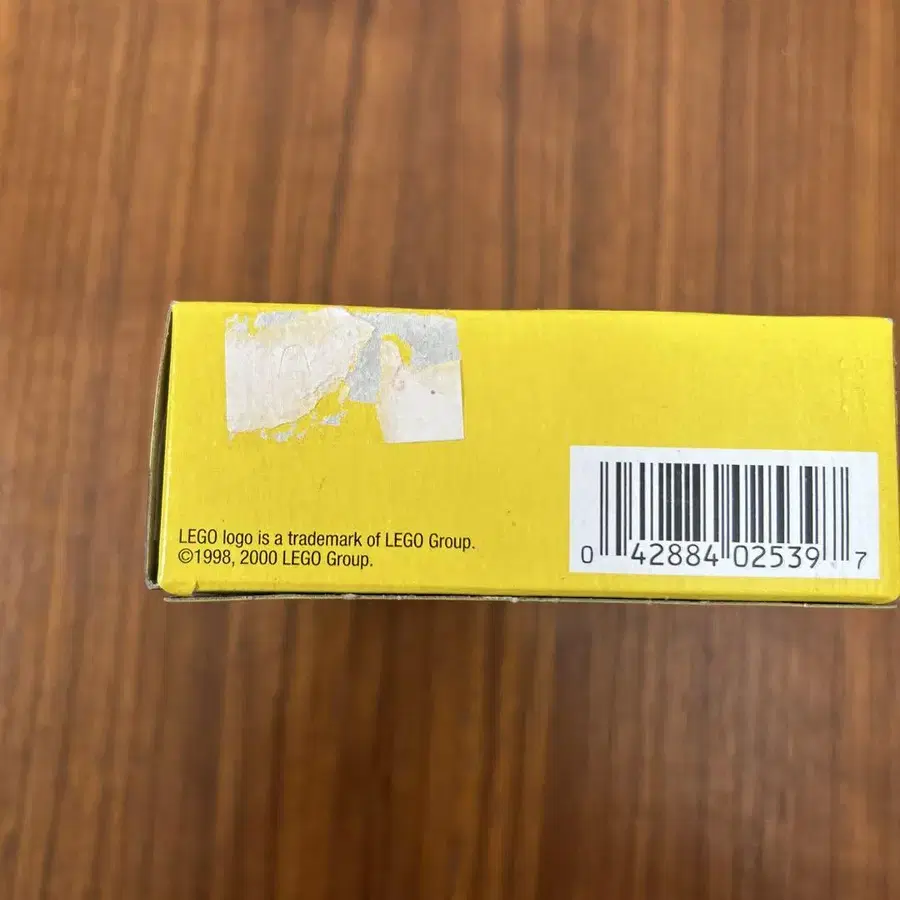 LEGO logo is a trademark of LEGO Group.
©1998, 2000 LEGO Group.
0 42884 02539 7